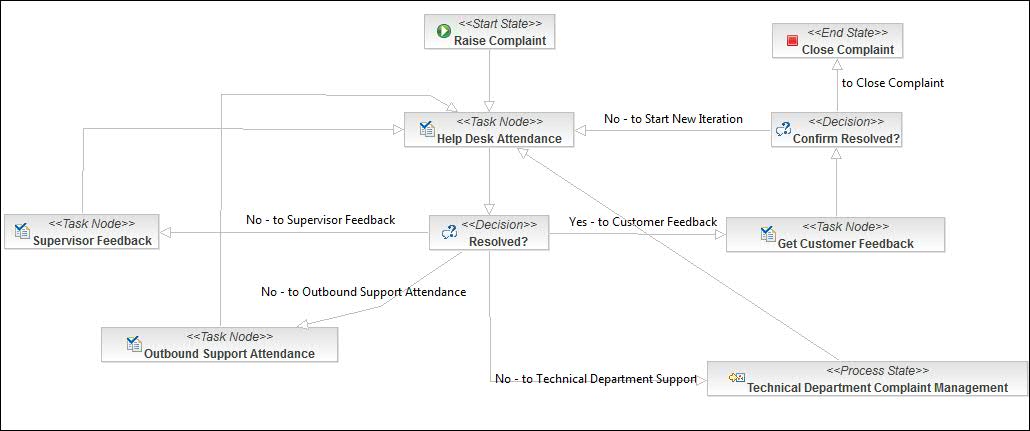 <<Start State>>
Raise Complaint
<<End State>>
Close Complaint
to Close Complaint
<<Task Node>>
Help Desk Attendance
No - to Start New Iteration
<<Decision>>
Confirm Resolved?
<<Task Node>>
Supervisor Feedback
No - to Supervisor Feedback
<<Decision>>
Resolved?
Yes - to Customer Feedback
<<Task Node>>
Get Customer Feedback
No - to Outbound Support Attendance
<<Task Node>>
Outbound Support Attendance
No - to Technical Department Support
<<Process State>>
Technical Department Complaint Management